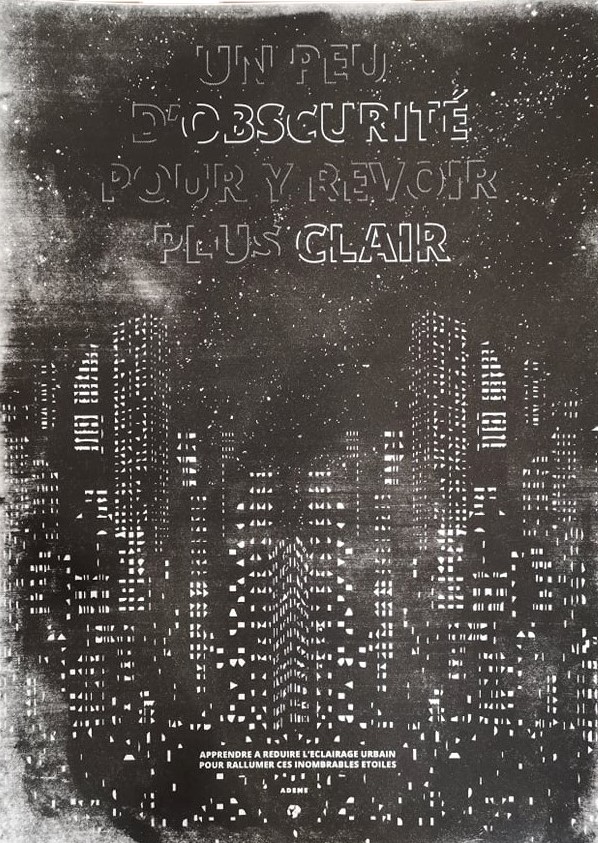 UN PEU
D'OBSCURITÉ
POUR Y REVOIR
PLUS CLAIR
APPRENDRE A REDUIRE L'ECLAIRAGE URBAIN
POUR RALLUMER CES INOMBRABLES ETOILES
ADEME